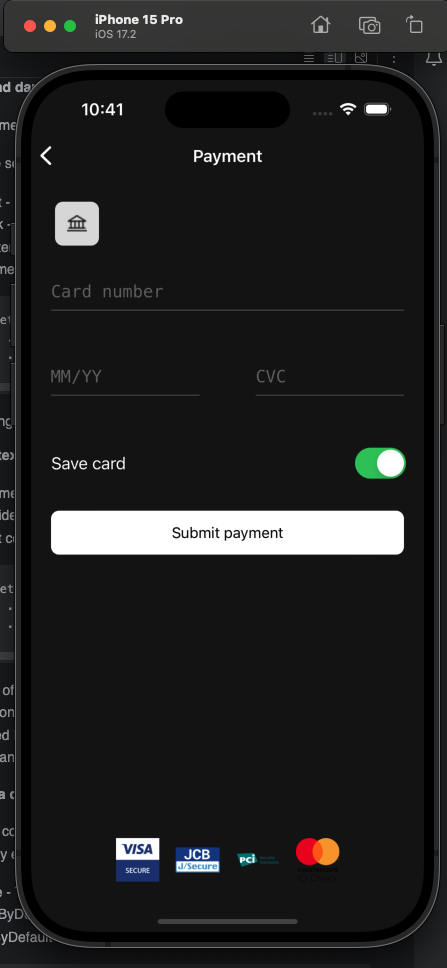 iPhone 15 Pro
iOS 17.2
10:41
Payment
Card number
MM/YY
CVC
Save card
Submit payment
VISA
SECURE
JCB
J/Secure
PCI
ByDefault